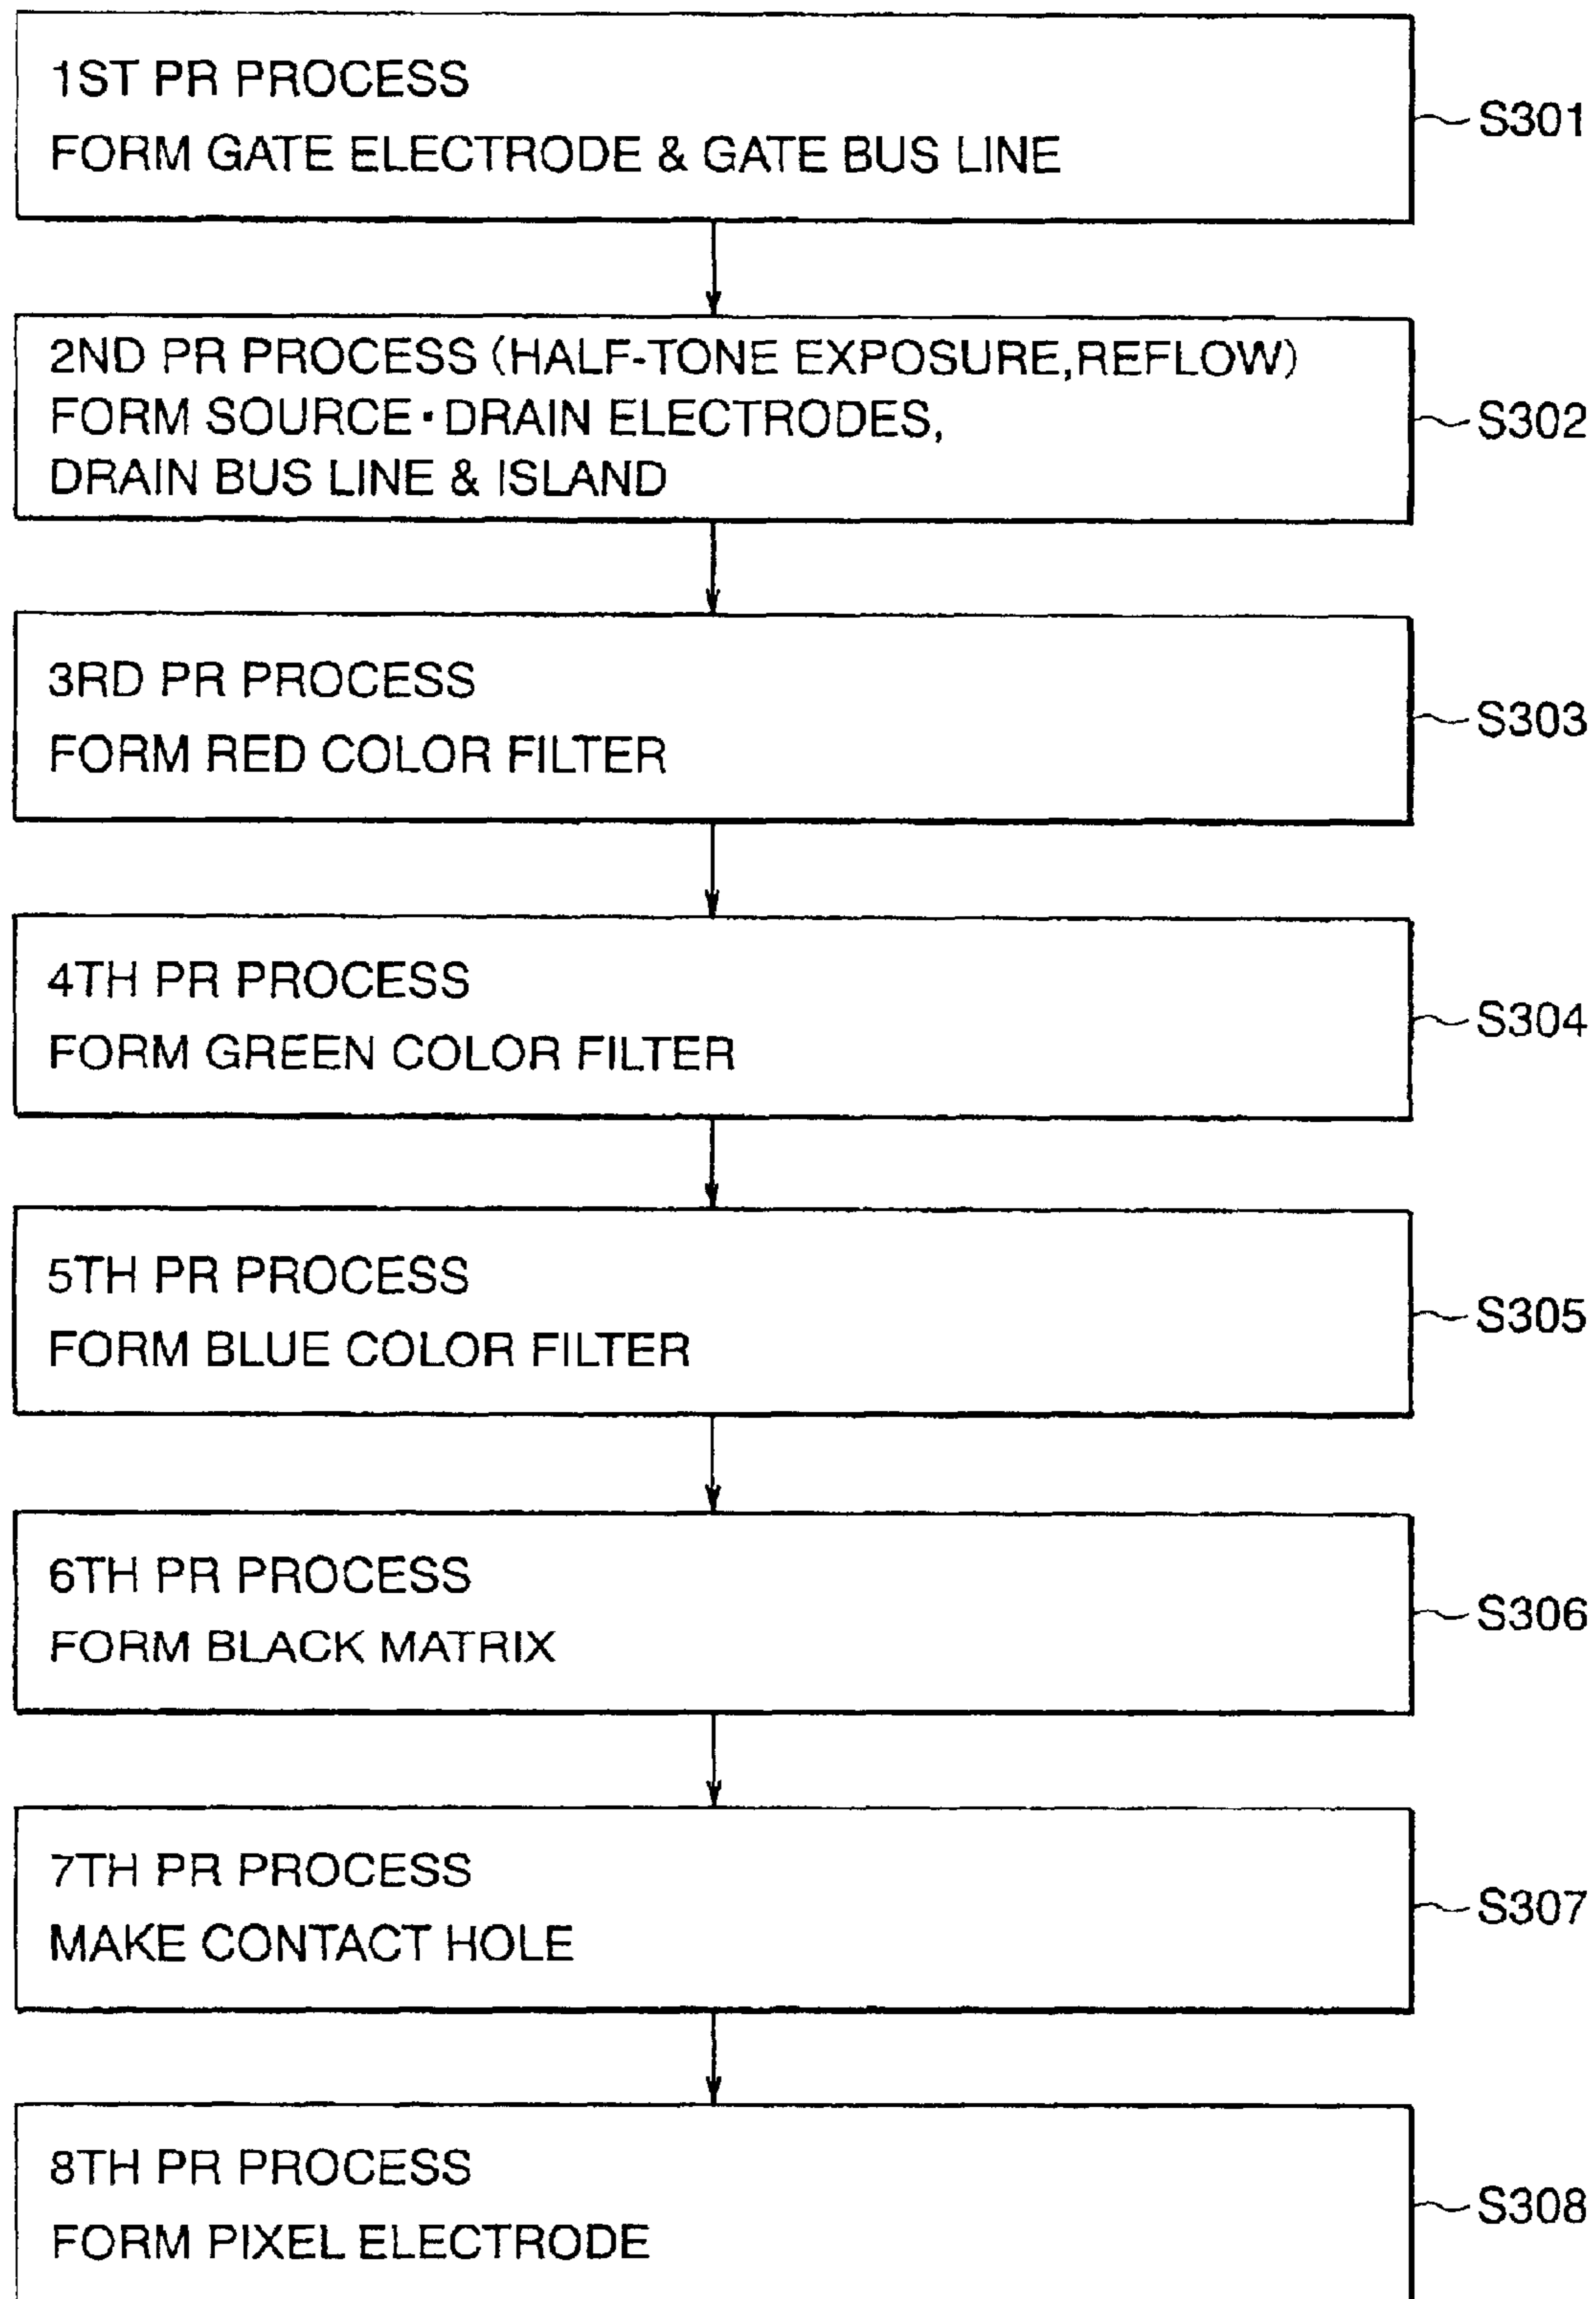 1ST PR PROCESS
FORM GATE ELECTRODE & GATE BUS LINE
S301
2ND PR PROCESS (HALF-TONE EXPOSURE,REFLOW)
FORM SOURCE・DRAIN ELECTRODES,
DRAIN BUS LINE & ISLAND
S302
3RD PR PROCESS
FORM RED COLOR FILTER
S303
4TH PR PROCESS
FORM GREEN COLOR FILTER
S304
5TH PR PROCESS
FORM BLUE COLOR FILTER
S305
6TH PR PROCESS
FORM BLACK MATRIX
S306
7TH PR PROCESS
MAKE CONTACT HOLE
S307
8TH PR PROCESS
FORM PIXEL ELECTRODE
S308